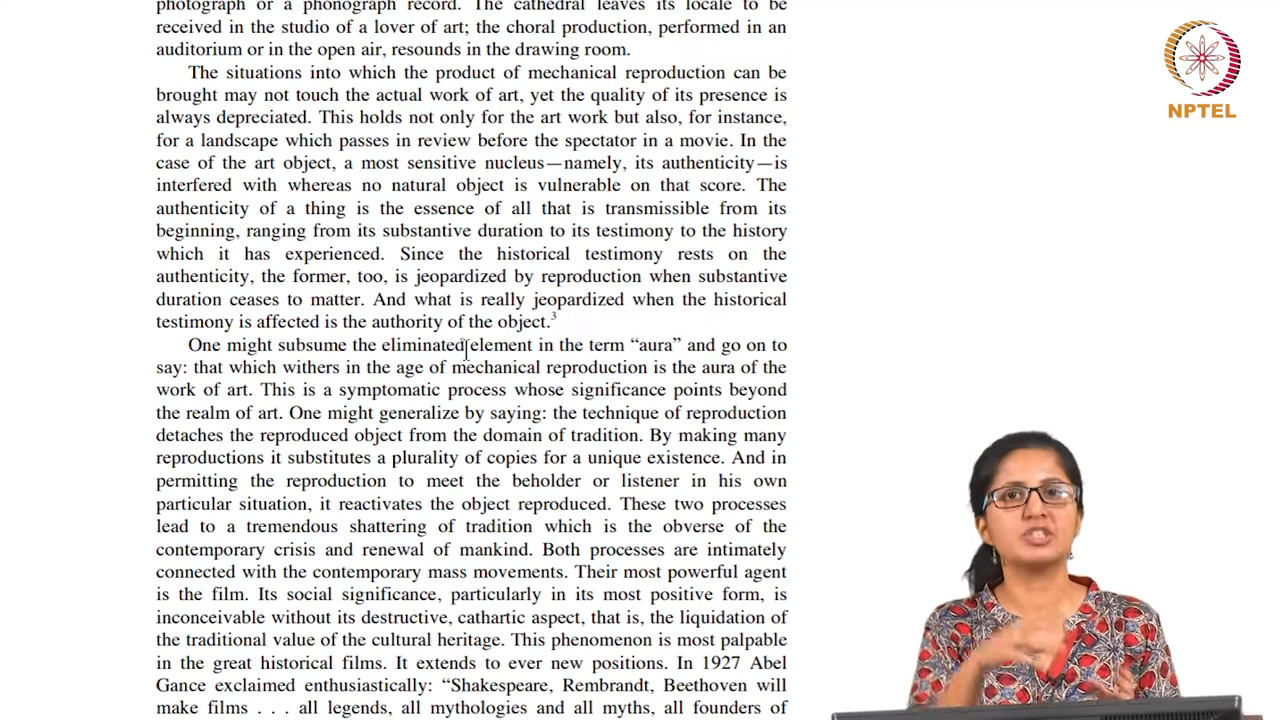 photograph or a phonograph record. The cathedral leaves its locale to be
received in the studio of a lover of art; the choral production, performed in an
auditorium or in the open air, resounds in the drawing room.
The situations into which the product of mechanical reproduction can be
brought may not touch the actual work of art, yet the quality of its presence is
always depreciated. This holds not only for the art work but also, for instance,
for a landscape which passes in review before the spectator in a movie. In the
case of the art object, a most sensitive nucleus—namely, its authenticity—is
interfered with whereas no natural object is vulnerable on that score. The
authenticity of a thing is the essence of all that is transmissible from its
beginning, ranging from its substantive duration to its testimony to the history
which it has experienced. Since the historical testimony rests on the
authenticity, the former, too, is jeopardized by reproduction when substantive
duration ceases to matter. And what is really jeopardized when the historical
testimony is affected is the authority of the object.3
One might subsume the eliminated element in the term “aura” and go on to
say: that which withers in the age of mechanical reproduction is the aura of the
work of art. This is a symptomatic process whose significance points beyond
the realm of art. One might generalize by saying: the technique of reproduction
detaches the reproduced object from the domain of tradition. By making many
reproductions it substitutes a plurality of copies for a unique existence. And in
permitting the reproduction to meet the beholder or listener in his own
particular situation, it reactivates the object reproduced. These two processes
lead to a tremendous shattering of tradition which is the obverse of the
contemporary crisis and renewal of mankind. Both processes are intimately
connected with the contemporary mass movements. Their most powerful agent
is the film. Its social significance, particularly in its most positive form, is
inconceivable without its destructive, cathartic aspect, that is, the liquidation of
the traditional value of the cultural heritage. This phenomenon is most palpable
in the great historical films. It extends to ever new positions. In 1927 Abel
Gance exclaimed enthusiastically: “Shakespeare, Rembrandt, Beethoven will
make films . . . all legends, all mythologies and all myths, all founders of
NPTEL